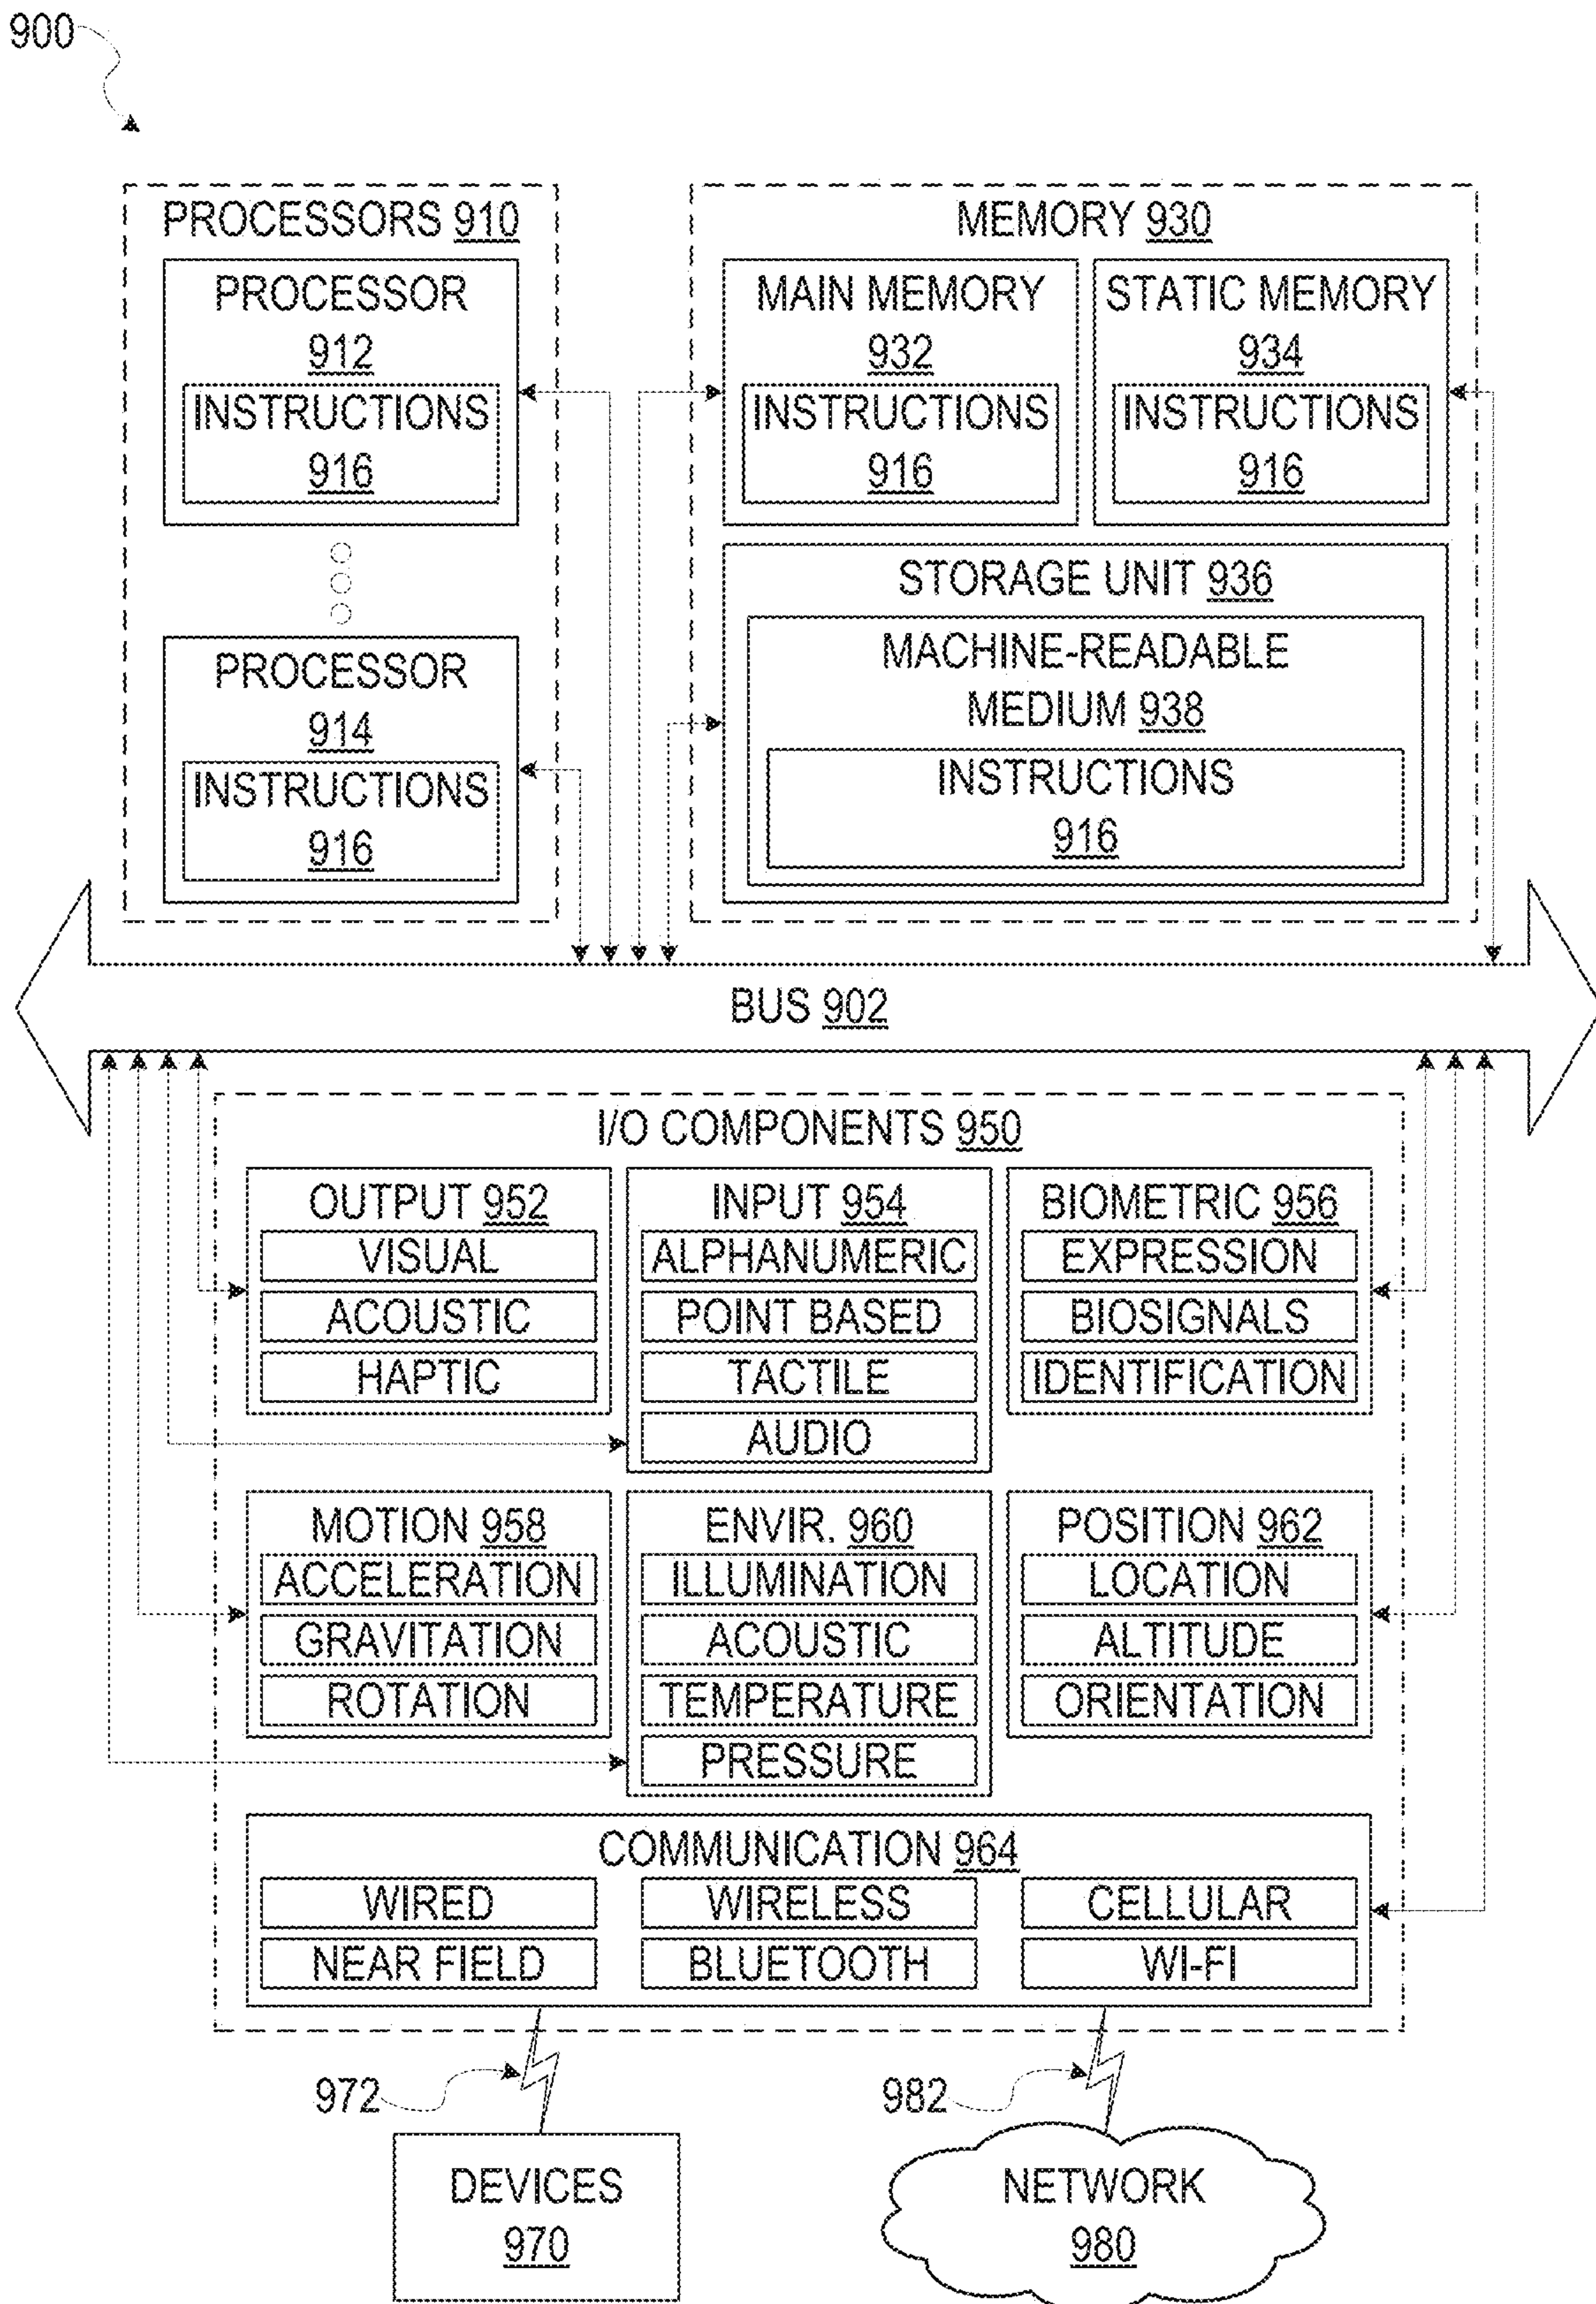 900
PROCESSORS 910
PROCESSOR
912
INSTRUCTIONS
916
PROCESSOR
914
INSTRUCTIONS
916
MEMORY 930
MAIN MEMORY
932
INSTRUCTIONS
916
STATIC MEMORY
934
INSTRUCTIONS
916
STORAGE UNIT 936
MACHINE-READABLE
MEDIUM 938
INSTRUCTIONS
916
BUS 902
I/O COMPONENTS 950
OUTPUT 952
VISUAL
ACOUSTIC
HAPTIC
INPUT 954
ALPHANUMERIC
POINT BASED
TACTILE
AUDIO
BIOMETRIC 956
EXPRESSION
BIOSIGNALS
IDENTIFICATION
MOTION 958
ACCELERATION
GRAVITATION
ROTATION
ENVIR. 960
ILLUMINATION
ACOUSTIC
TEMPERATURE
PRESSURE
POSITION 962
LOCATION
ALTITUDE
ORIENTATION
COMMUNICATION 964
WIRED
WIRELESS
CELLULAR
NEAR FIELD
BLUETOOTH
WI-FI
972
982
DEVICES
970
NETWORK
980